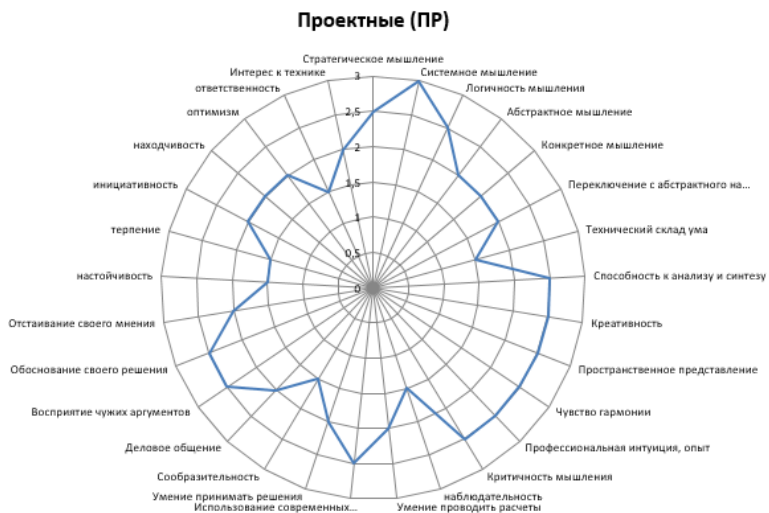 Проектные (ПР)
Стратегическое мышление
Системное мышление
Логичность мышления
Абстрактное мышление
Конкретное мышление
Переключение с абстрактного на...
Технический склад ума
Способность к анализу и синтезу
Креативность
Пространственное представление
Чувство гармонии
Профессиональная интуиция, опыт
Критичность мышления
наблюдательность
Умение проводить расчеты
Использование современных...
Умение принимать решения
Сообразительность
Деловое общение
Восприятие чужих аргументов
Обоснование своего решения
Отстаивание своего мнения
настойчивость
терпение
инициативность
находчивость
оптимизм
ответственность
Интерес к технике
3
2,5
2
1,5
1
0,5
0